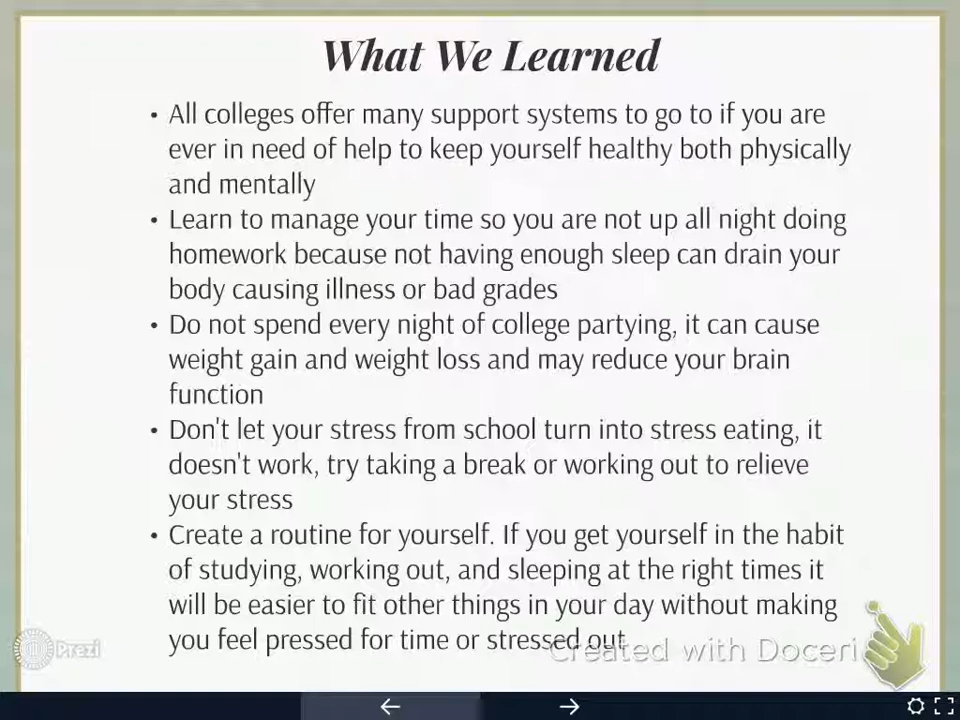 What We Learned
• All colleges offer many support systems to go to if you are
ever in need of help to keep yourself healthy both physically
and mentally
• Learn to manage your time so you are not up all night doing
homework because not having enough sleep can drain your
body causing illness or bad grades
• Do not spend every night of college partying, it can cause
weight gain and weight loss and may reduce your brain
function
• Don't let your stress from school turn into stress eating, it
doesn't work, try taking a break or working out to relieve
your stress
• Create a routine for yourself. If you get yourself in the habit
of studying, working out, and sleeping at the right times it
will be easier to fit other things in your day without making
you feel pressed for time or stressed out
Prezi
Created with Doceri